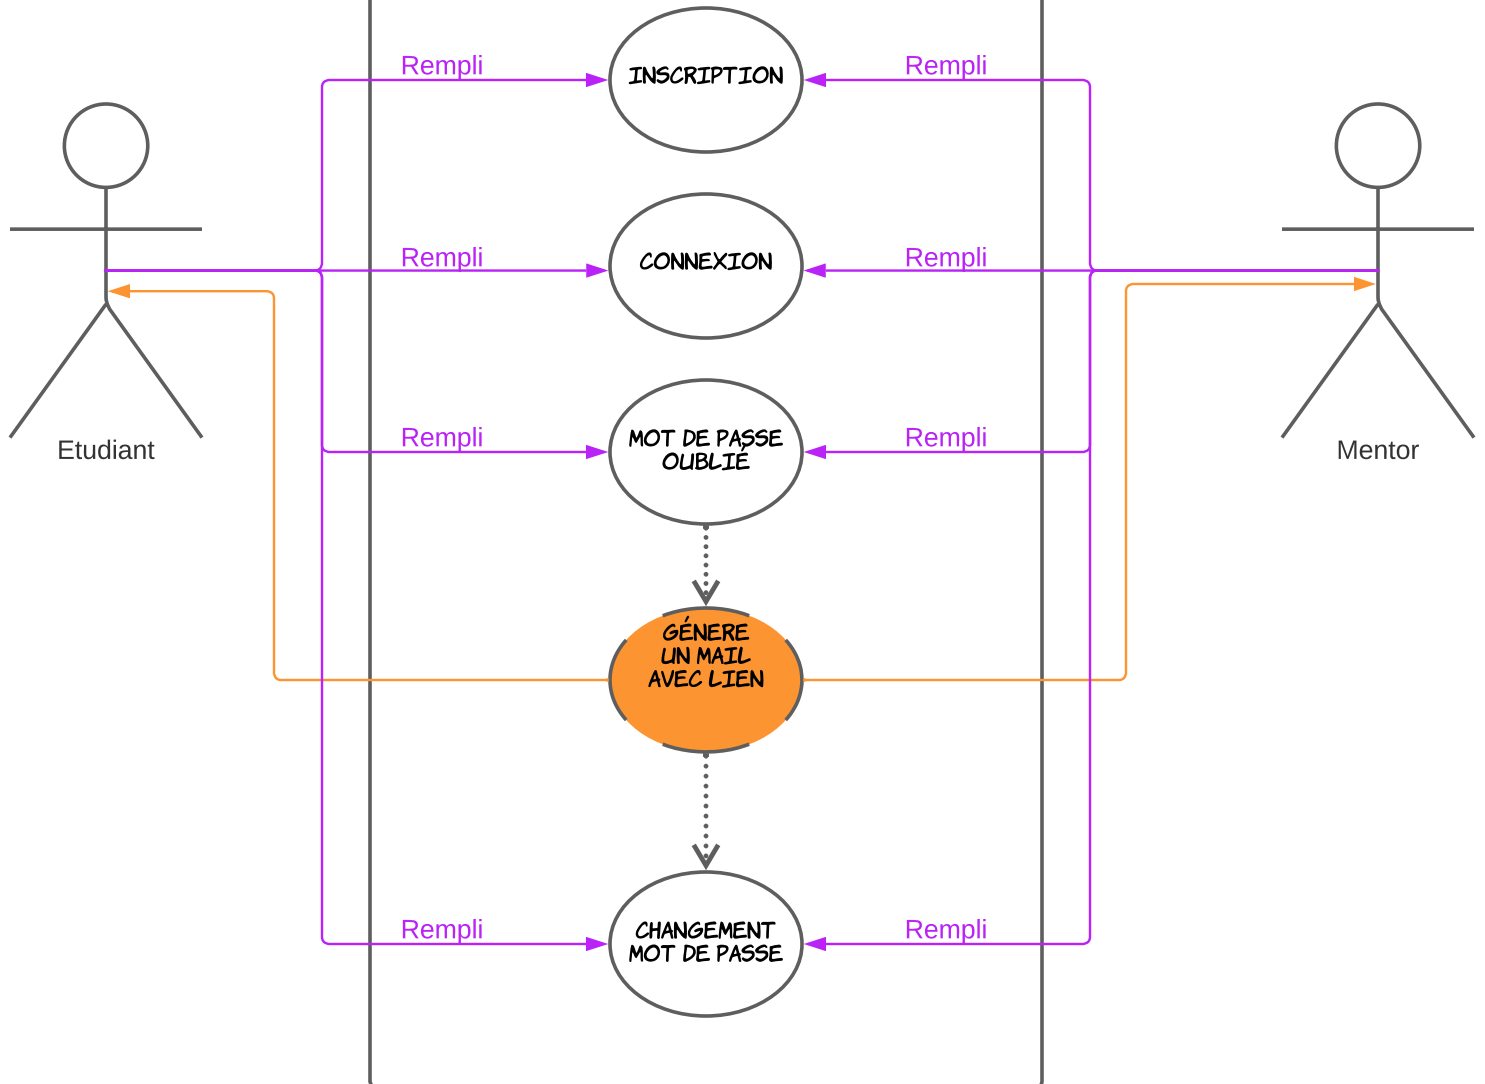 Rempli
INSCRIPTION
Rempli
Rempli
CONNEXION
Rempli
Rempli
MOT DE PASSE
OUBLIÉ
Rempli
Etudiant
Mentor
GÉNERE
UN MAIL
AVEC LIEN
Rempli
CHANGEMENT
MOT DE PASSE
Rempli